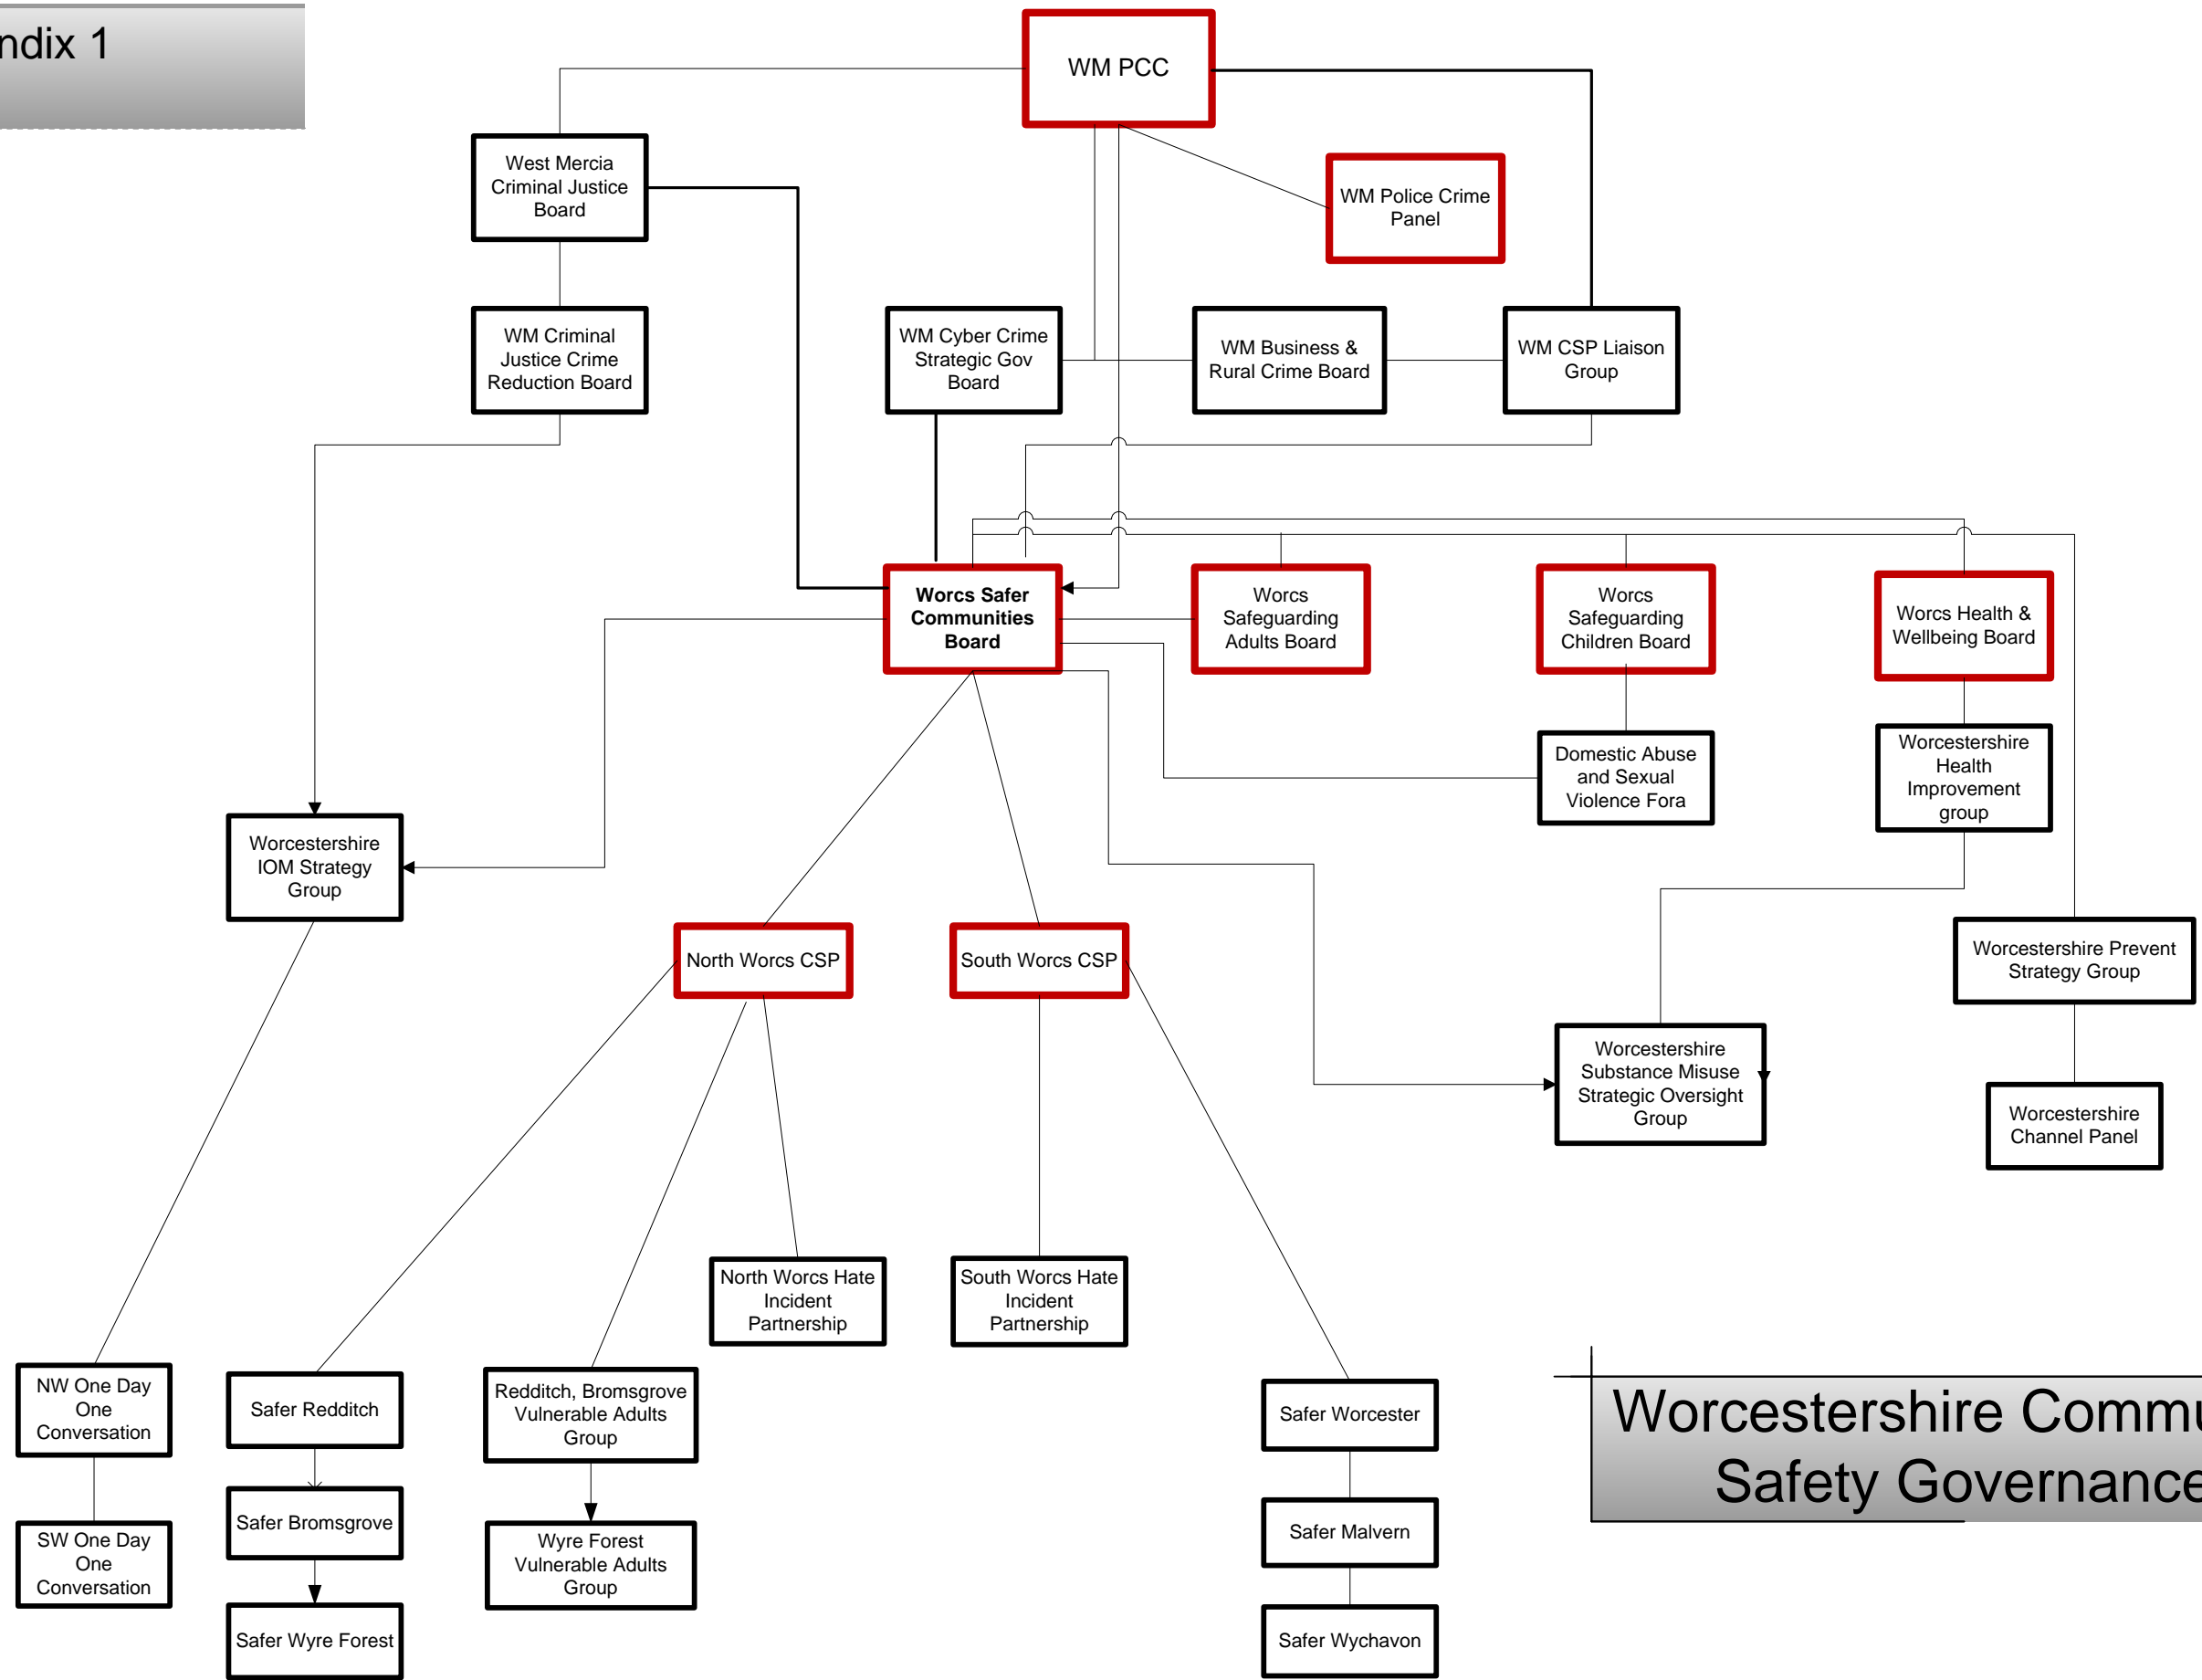 ndix 1
WM PCC
West Mercia
Criminal Justice
Board
WM Police Crime
Panel
WM Criminal
Justice Crime
Reduction Board
WM Cyber Crime
Strategic Gov
Board
WM Business &
Rural Crime Board
WM CSP Liaison
Group
Worcs Safer
Communities
Board
Worcs
Safeguarding
Adults Board
Worcs
Safeguarding
Children Board
Worcs Health &
Wellbeing Board
Domestic Abuse
and Sexual
Violence Fora
Worcestershire
Health
Improvement
group
Worcestershire
IOM Strategy
Group
North Worcs CSP
South Worcs CSP
Worcestershire Prevent
Strategy Group
Worcestershire
Substance Misuse
Strategic Oversight
Group
Worcestershire
Channel Panel
North Worcs Hate
Incident
Partnership
South Worcs Hate
Incident
Partnership
NW One Day
One
Conversation
Safer Redditch
Redditch, Bromsgrove
Vulnerable Adults
Group
Safer Worcester
Worcestershire Commu
Safety Governance
SW One Day
One
Conversation
Safer Bromsgrove
Wyre Forest
Vulnerable Adults
Group
Safer Malvern
Safer Wyre Forest
Safer Wychavon